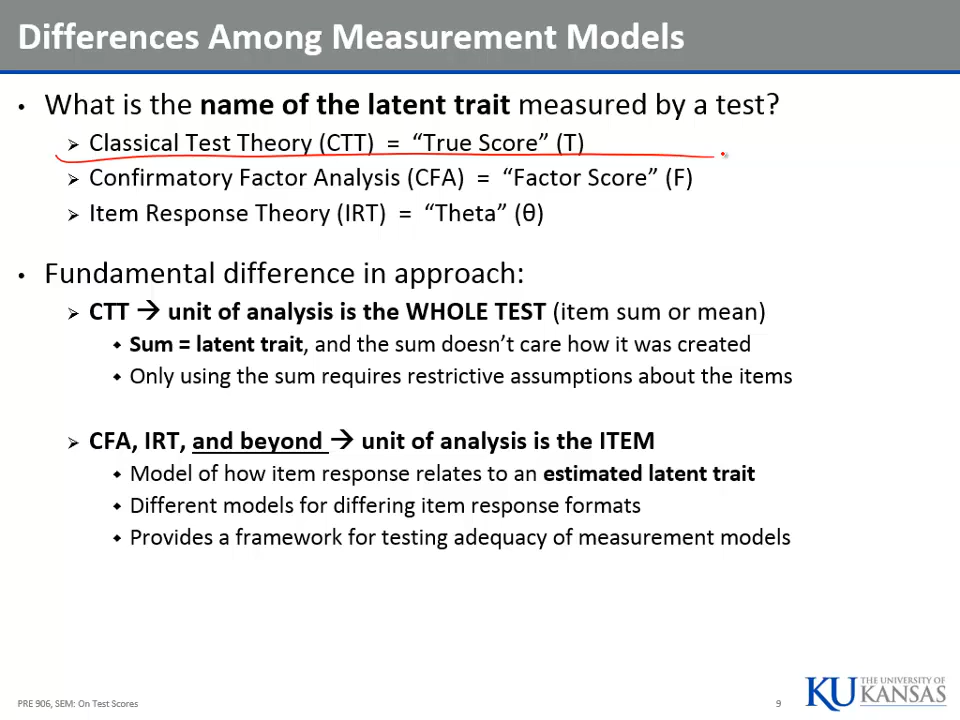 Differences Among Measurement Models
• What is the name of the latent trait measured by a test?
➢ Classical Test Theory (CTT) = “True Score” (T)
➢ Confirmatory Factor Analysis (CFA) = “Factor Score” (F)
➢ Item Response Theory (IRT) = “Theta” (θ)
• Fundamental difference in approach:
➢ CTT → unit of analysis is the WHOLE TEST (item sum or mean)
◆ Sum = latent trait, and the sum doesn’t care how it was created
◆ Only using the sum requires restrictive assumptions about the items
➢ CFA, IRT, and beyond → unit of analysis is the ITEM
◆ Model of how item response relates to an estimated latent trait
◆ Different models for differing item response formats
◆ Provides a framework for testing adequacy of measurement models
PRE 906, SEM: On Test Scores
9
KU THE UNIVERSITY OF
KANSAS